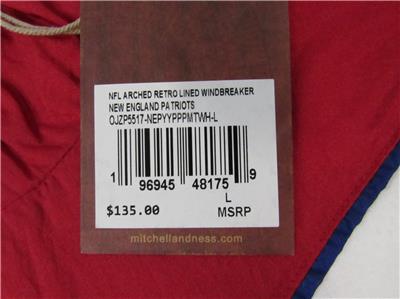 NFL ARCHED RETRO LINED WINDBREAKER
NEW ENGLAND PATRIOTS
OJZP5517-NEPYYPPPMTWH-L
1 96945 48175 9
L
$135.00 MSRP
mitchellandness.com